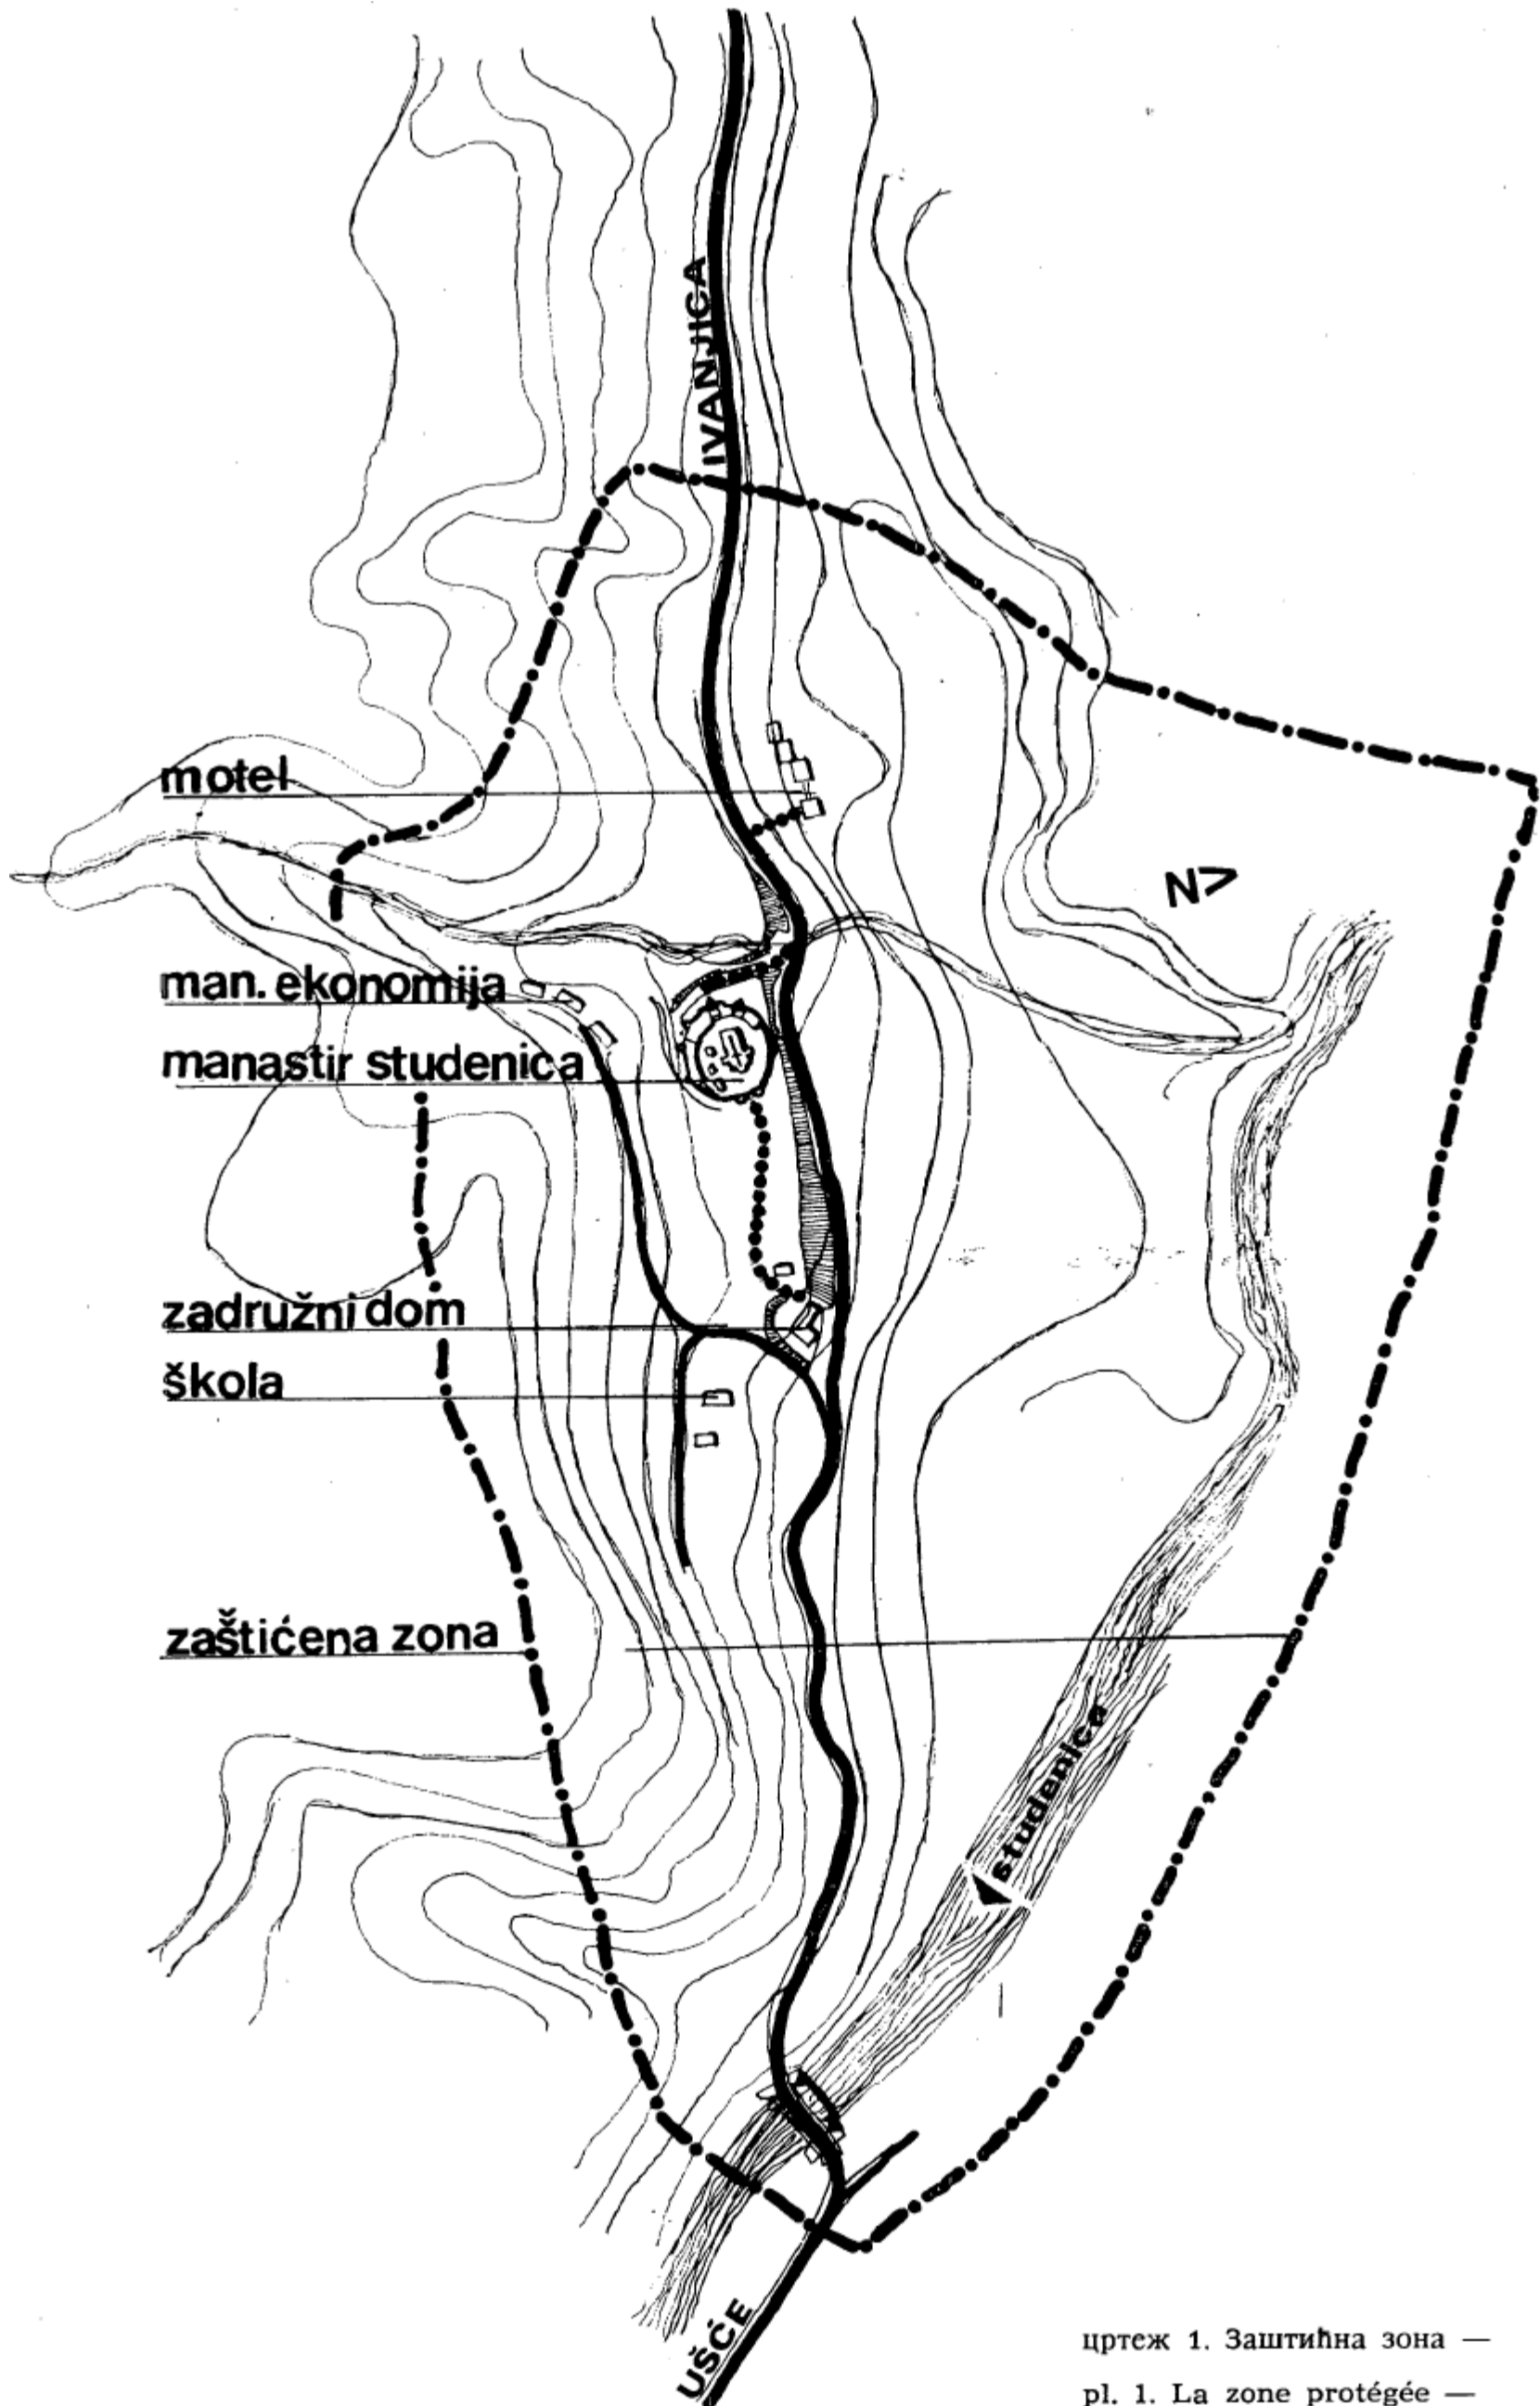 IVANJICA
motel
N
man. ekonomija
manastir studenica
zadružni dom
škola
zaštićena zona
studenica
UŠĆE
цртеж 1. Заштићна зона —
pl. 1. La zone protégée —